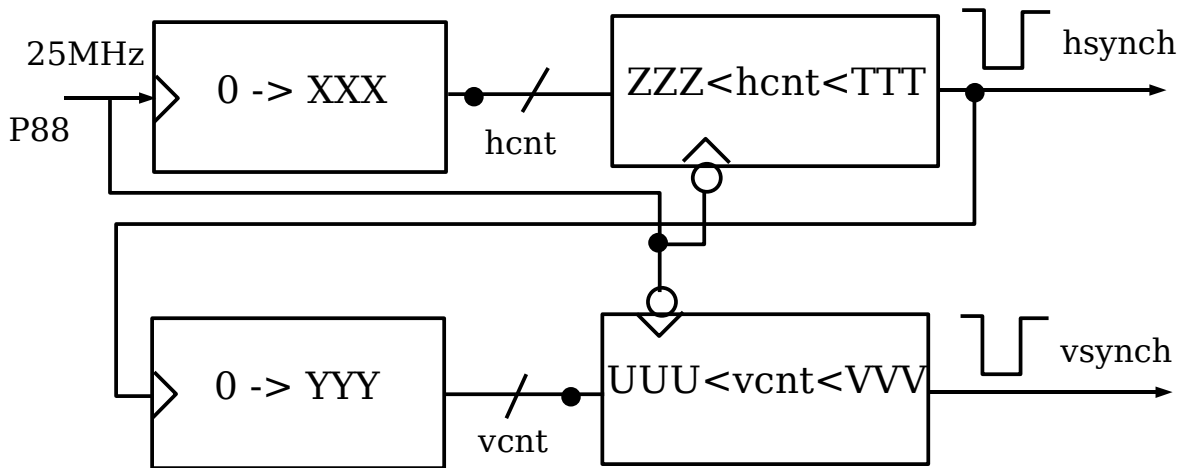 25MHz
P88
0 -> XXX
hcnt
ZZZ<hcnt<TTT
hsynch
0 -> YYY
vcnt
UUU<vcnt<VVV
vsynch